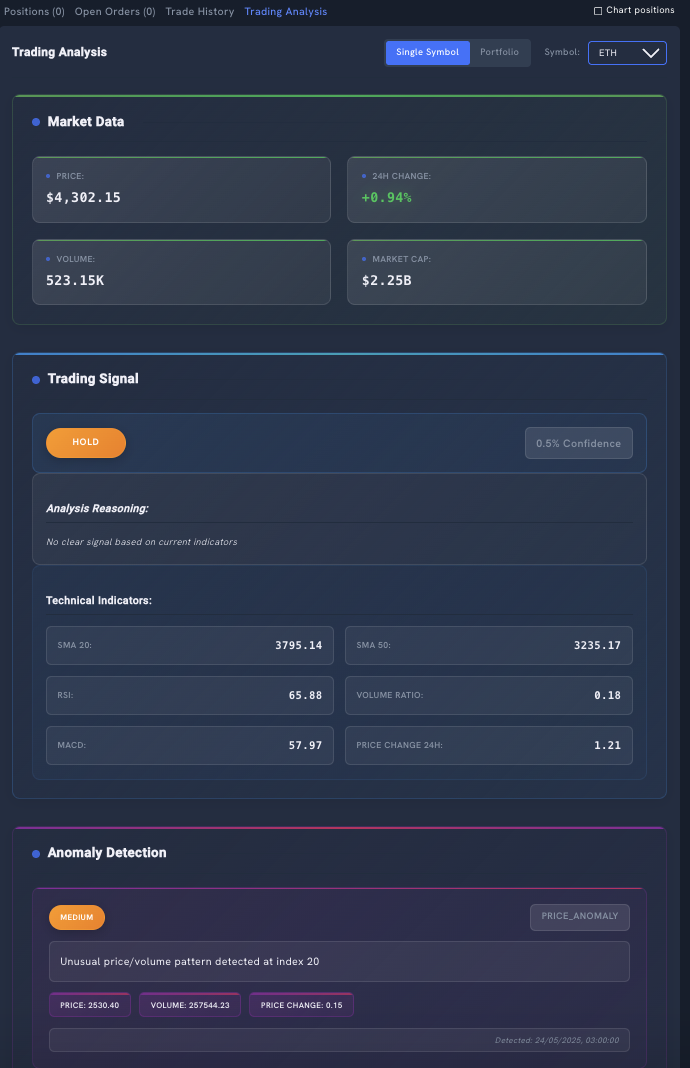 Positions (0) Open Orders (0) Trade History Trading Analysis Chart positions
Trading Analysis Single Symbol Portfolio Symbol: ETH
Market Data
PRICE: 24H CHANGE:
$4,302.15 +0.94%
VOLUME: MARKET CAP:
523.15K $2.25B
Trading Signal
HOLD 0.5% Confidence
Analysis Reasoning:
No clear signal based on current indicators
Technical Indicators:
SMA 20: 3795.14 SMA 50: 3235.17
RSI: 65.88 VOLUME RATIO: 0.18
MACD: 57.97 PRICE CHANGE 24H: 1.21
Anomaly Detection
MEDIUM PRICE_ANOMALY
Unusual price/volume pattern detected at index 20
PRICE: 2530.40 VOLUME: 257544.23 PRICE CHANGE: 0.15
Detected: 24/05/2025, 03:00:00